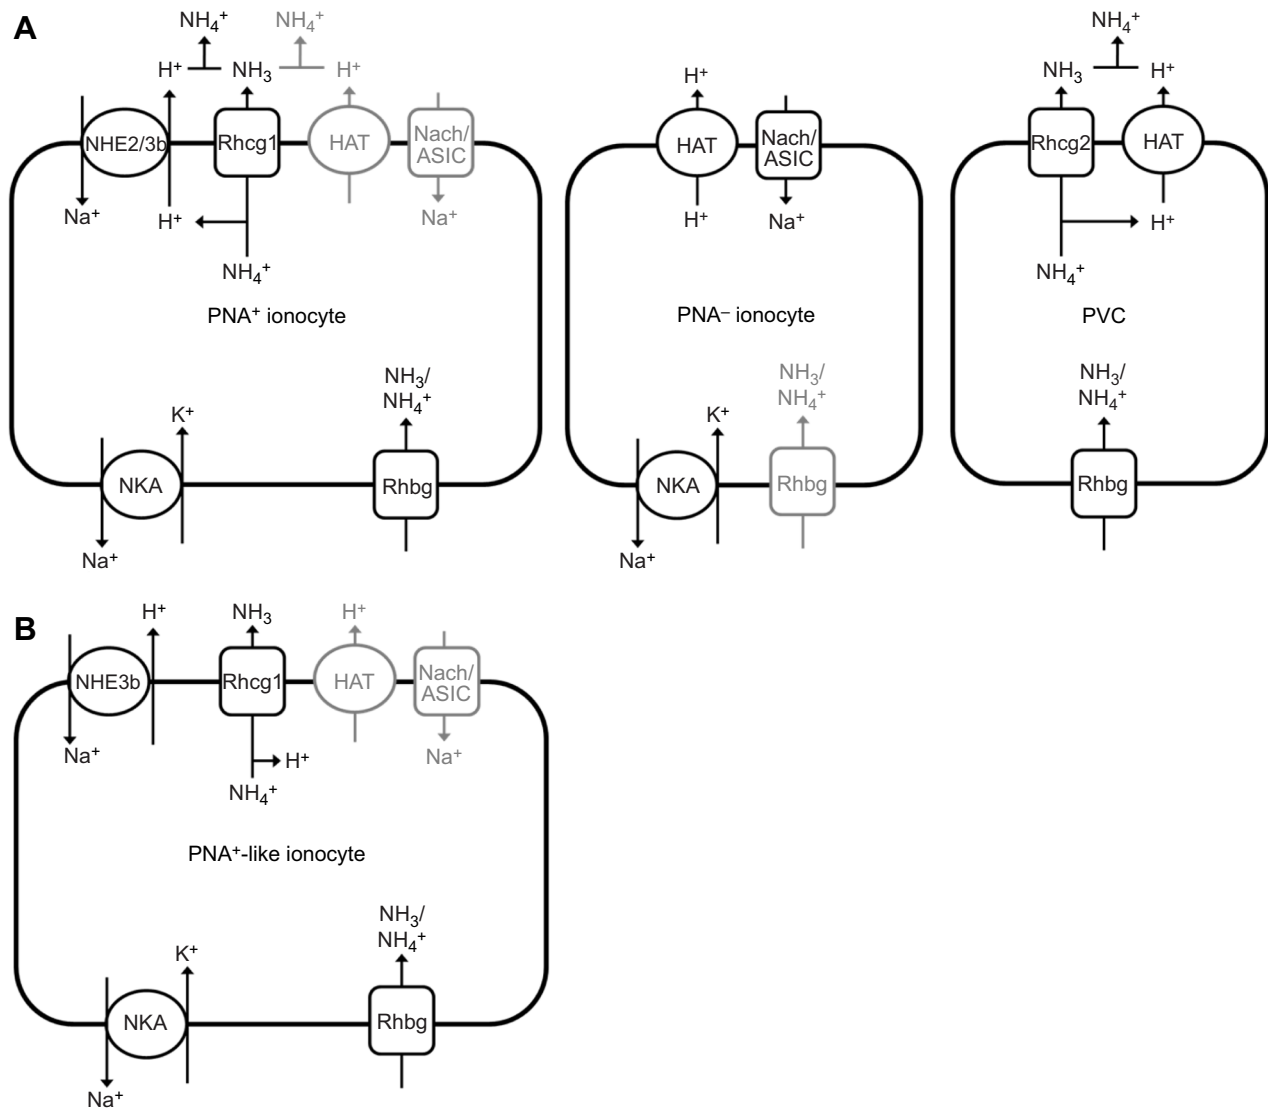 A
NH₄⁺ NH₄⁺ NH₄⁺
H⁺ NH₃ H⁺ H⁺ NH₃ H⁺
NHE2/3b Rhcg1 HAT Nach/ASIC HAT Nach/ASIC Rhcg2 HAT
Na⁺ H⁺ Na⁺ H⁺ Na⁺ H⁺
NH₄⁺ NH₄⁺
PNA⁺ ionocyte PNA⁻ ionocyte PVC
NH₃/ NH₃/ NH₃/
NH₄⁺ NH₄⁺ NH₄⁺
K⁺ K⁺
NKA Rhbg NKA Rhbg Rhbg
Na⁺ Na⁺
B
H⁺ NH₃ H⁺
NHE3b Rhcg1 HAT Nach/ASIC
Na⁺ H⁺ Na⁺
NH₄⁺
PNA⁺-like ionocyte
NH₃/
NH₄⁺
K⁺
NKA Rhbg
Na⁺